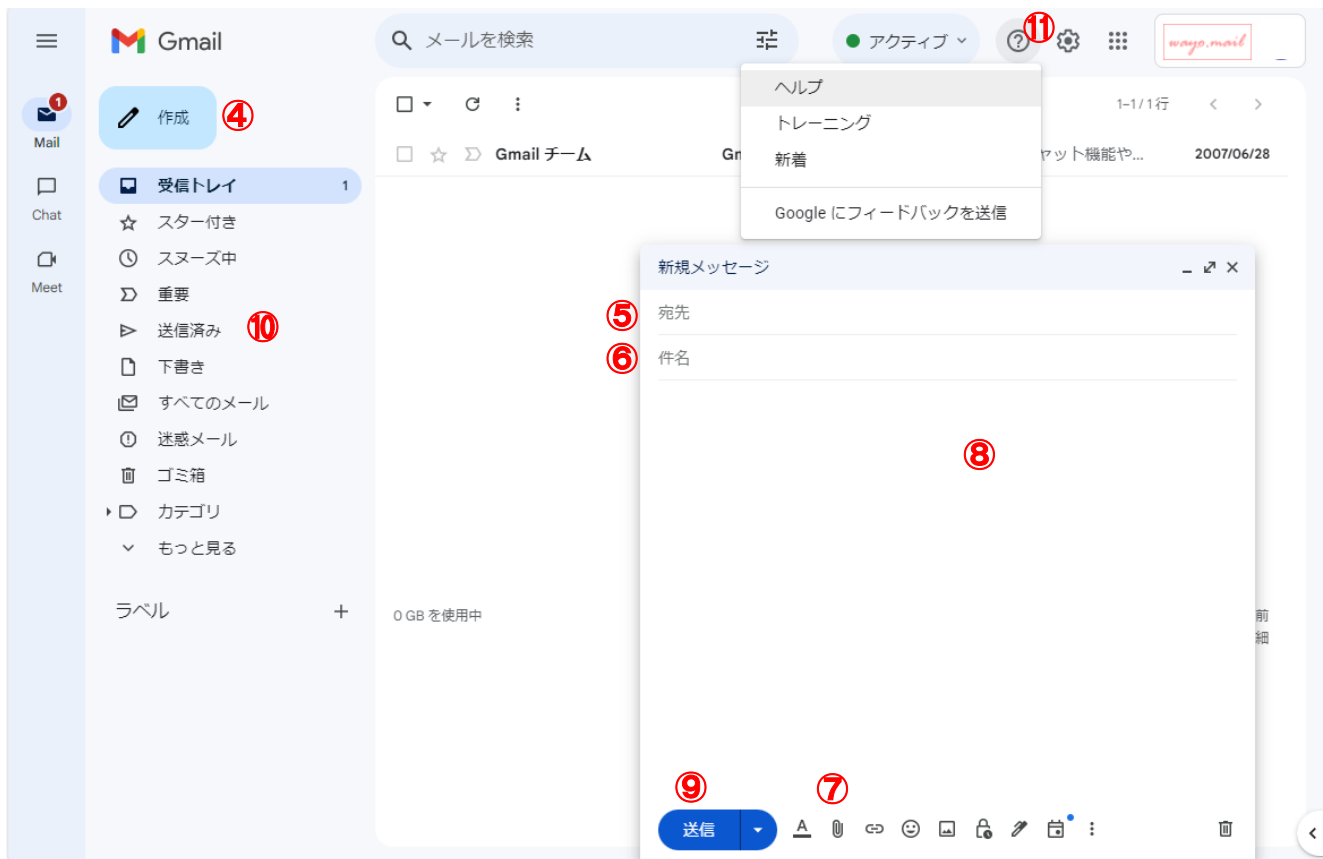 Gmail
メールを検索
アクティブ
⑪
wayo.mail
1
Mail
Chat
Meet
作成
④
受信トレイ 1
スター付き
スヌーズ中
重要
送信済み
⑩
下書き
すべてのメール
迷惑メール
ゴミ箱
カテゴリ
もっと見る
ラベル
1–1/1行
Gmail チーム
Gm
ャット機能や...
2007/06/28
ヘルプ
トレーニング
新着
Google にフィードバックを送信
新規メッセージ
⑤
宛先
⑥
件名
⑧
0 GB を使用中
前
細
⑨
⑦
送信
A